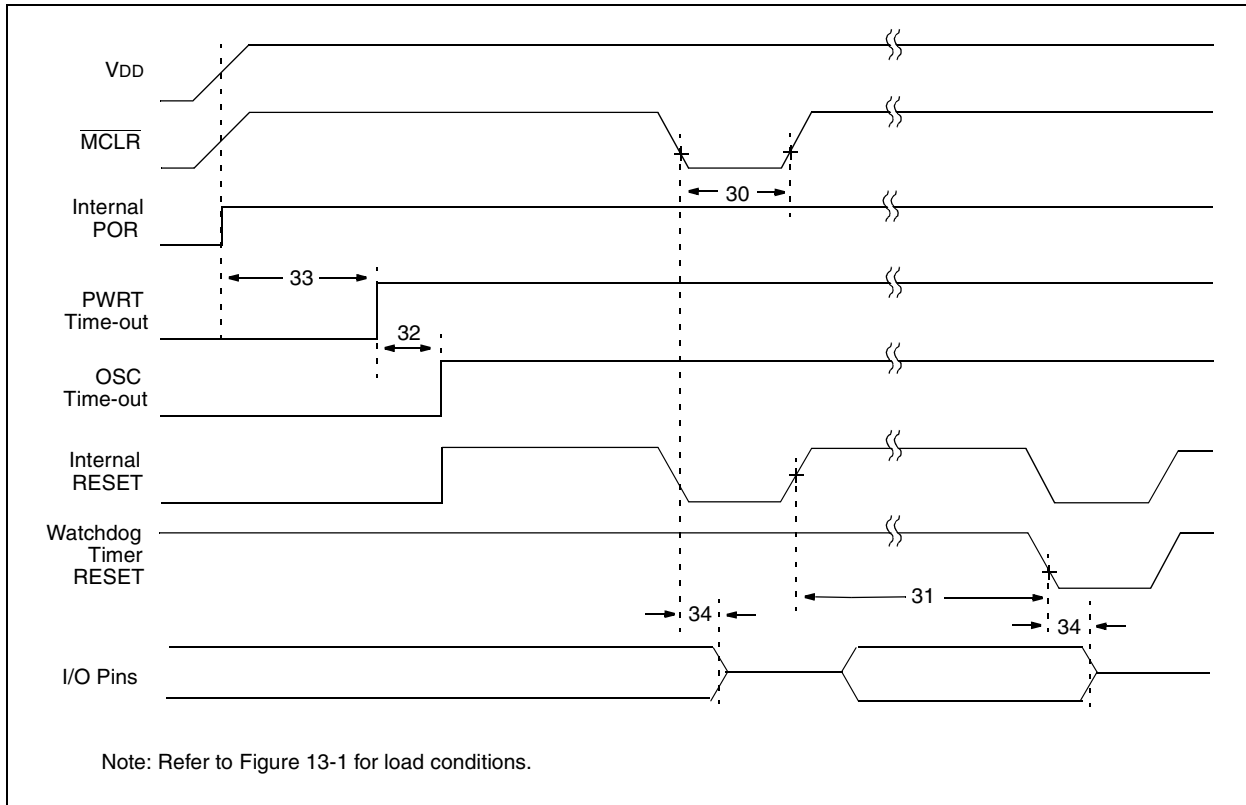 VDD
MCLR
30
Internal
POR
33
PWRT
Time-out
32
OSC
Time-out
Internal
RESET
Watchdog
Timer
RESET
31
34
34
I/O Pins
Note: Refer to Figure 13-1 for load conditions.